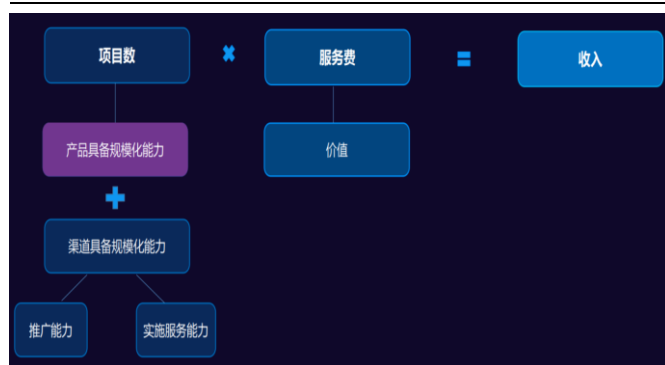 项目数
服务费
收入
产品具备规模化能力
价值
渠道具备规模化能力
推广能力
实施服务能力